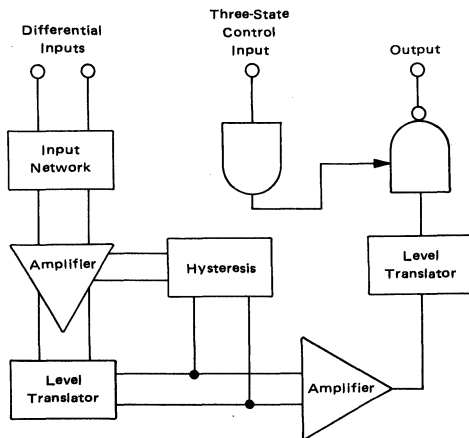 Differential
Inputs
Three-State
Control
Input
Output
Input
Network
Amplifier
Hysteresis
Level
Translator
Level
Translator
Amplifier